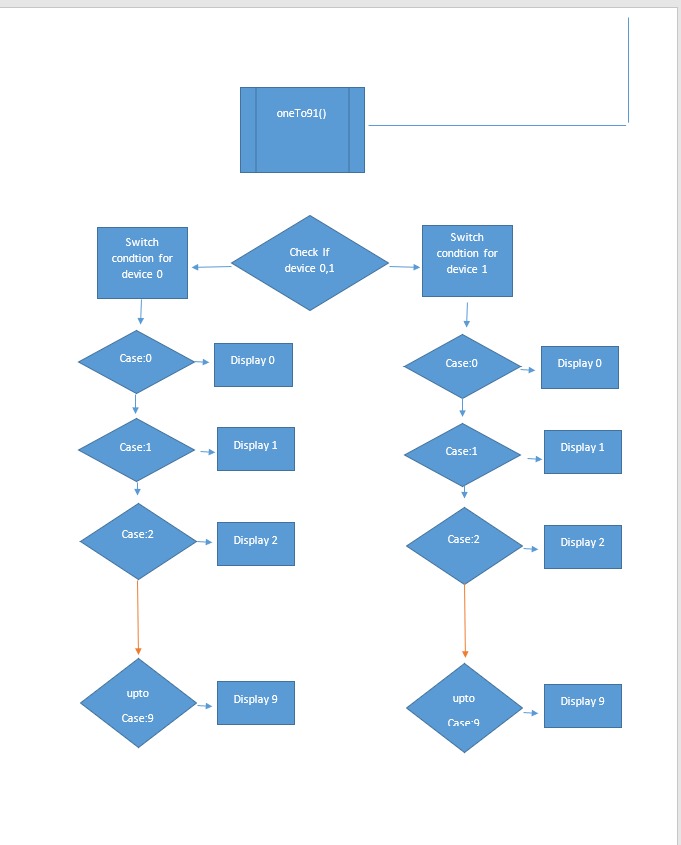 oneTo91()
Check If
device 0,1
Switch
condtion for
device 0
Switch
condtion for
device 1
Case:0
Display 0
Case:1
Display 1
Case:2
Display 2
upto
Case:9
Display 9
Case:0
Display 0
Case:1
Display 1
Case:2
Display 2
upto
Case:9
Display 9